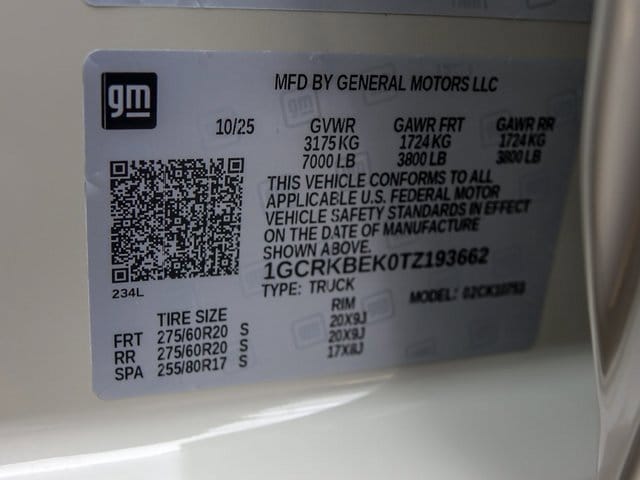 gm
MFD BY GENERAL MOTORS LLC
10/25 GVWR GAWR FRT GAWR RR
3175 KG 1724 KG 1724 KG
7000 LB 3800 LB 3800 LB
THIS VEHICLE CONFORMS TO ALL
APPLICABLE U.S. FEDERAL MOTOR
VEHICLE SAFETY STANDARDS IN EFFECT
ON THE DATE OF MANUFACTURE
SHOWN ABOVE.
1GCRKBEK0TZ193662
TYPE: TRUCK MODEL:
234L
TIRE SIZE RIM
FRT 275/60R20 S 20X9J
RR 275/60R20 S 20X9J
SPA 255/80R17 S 17X8J